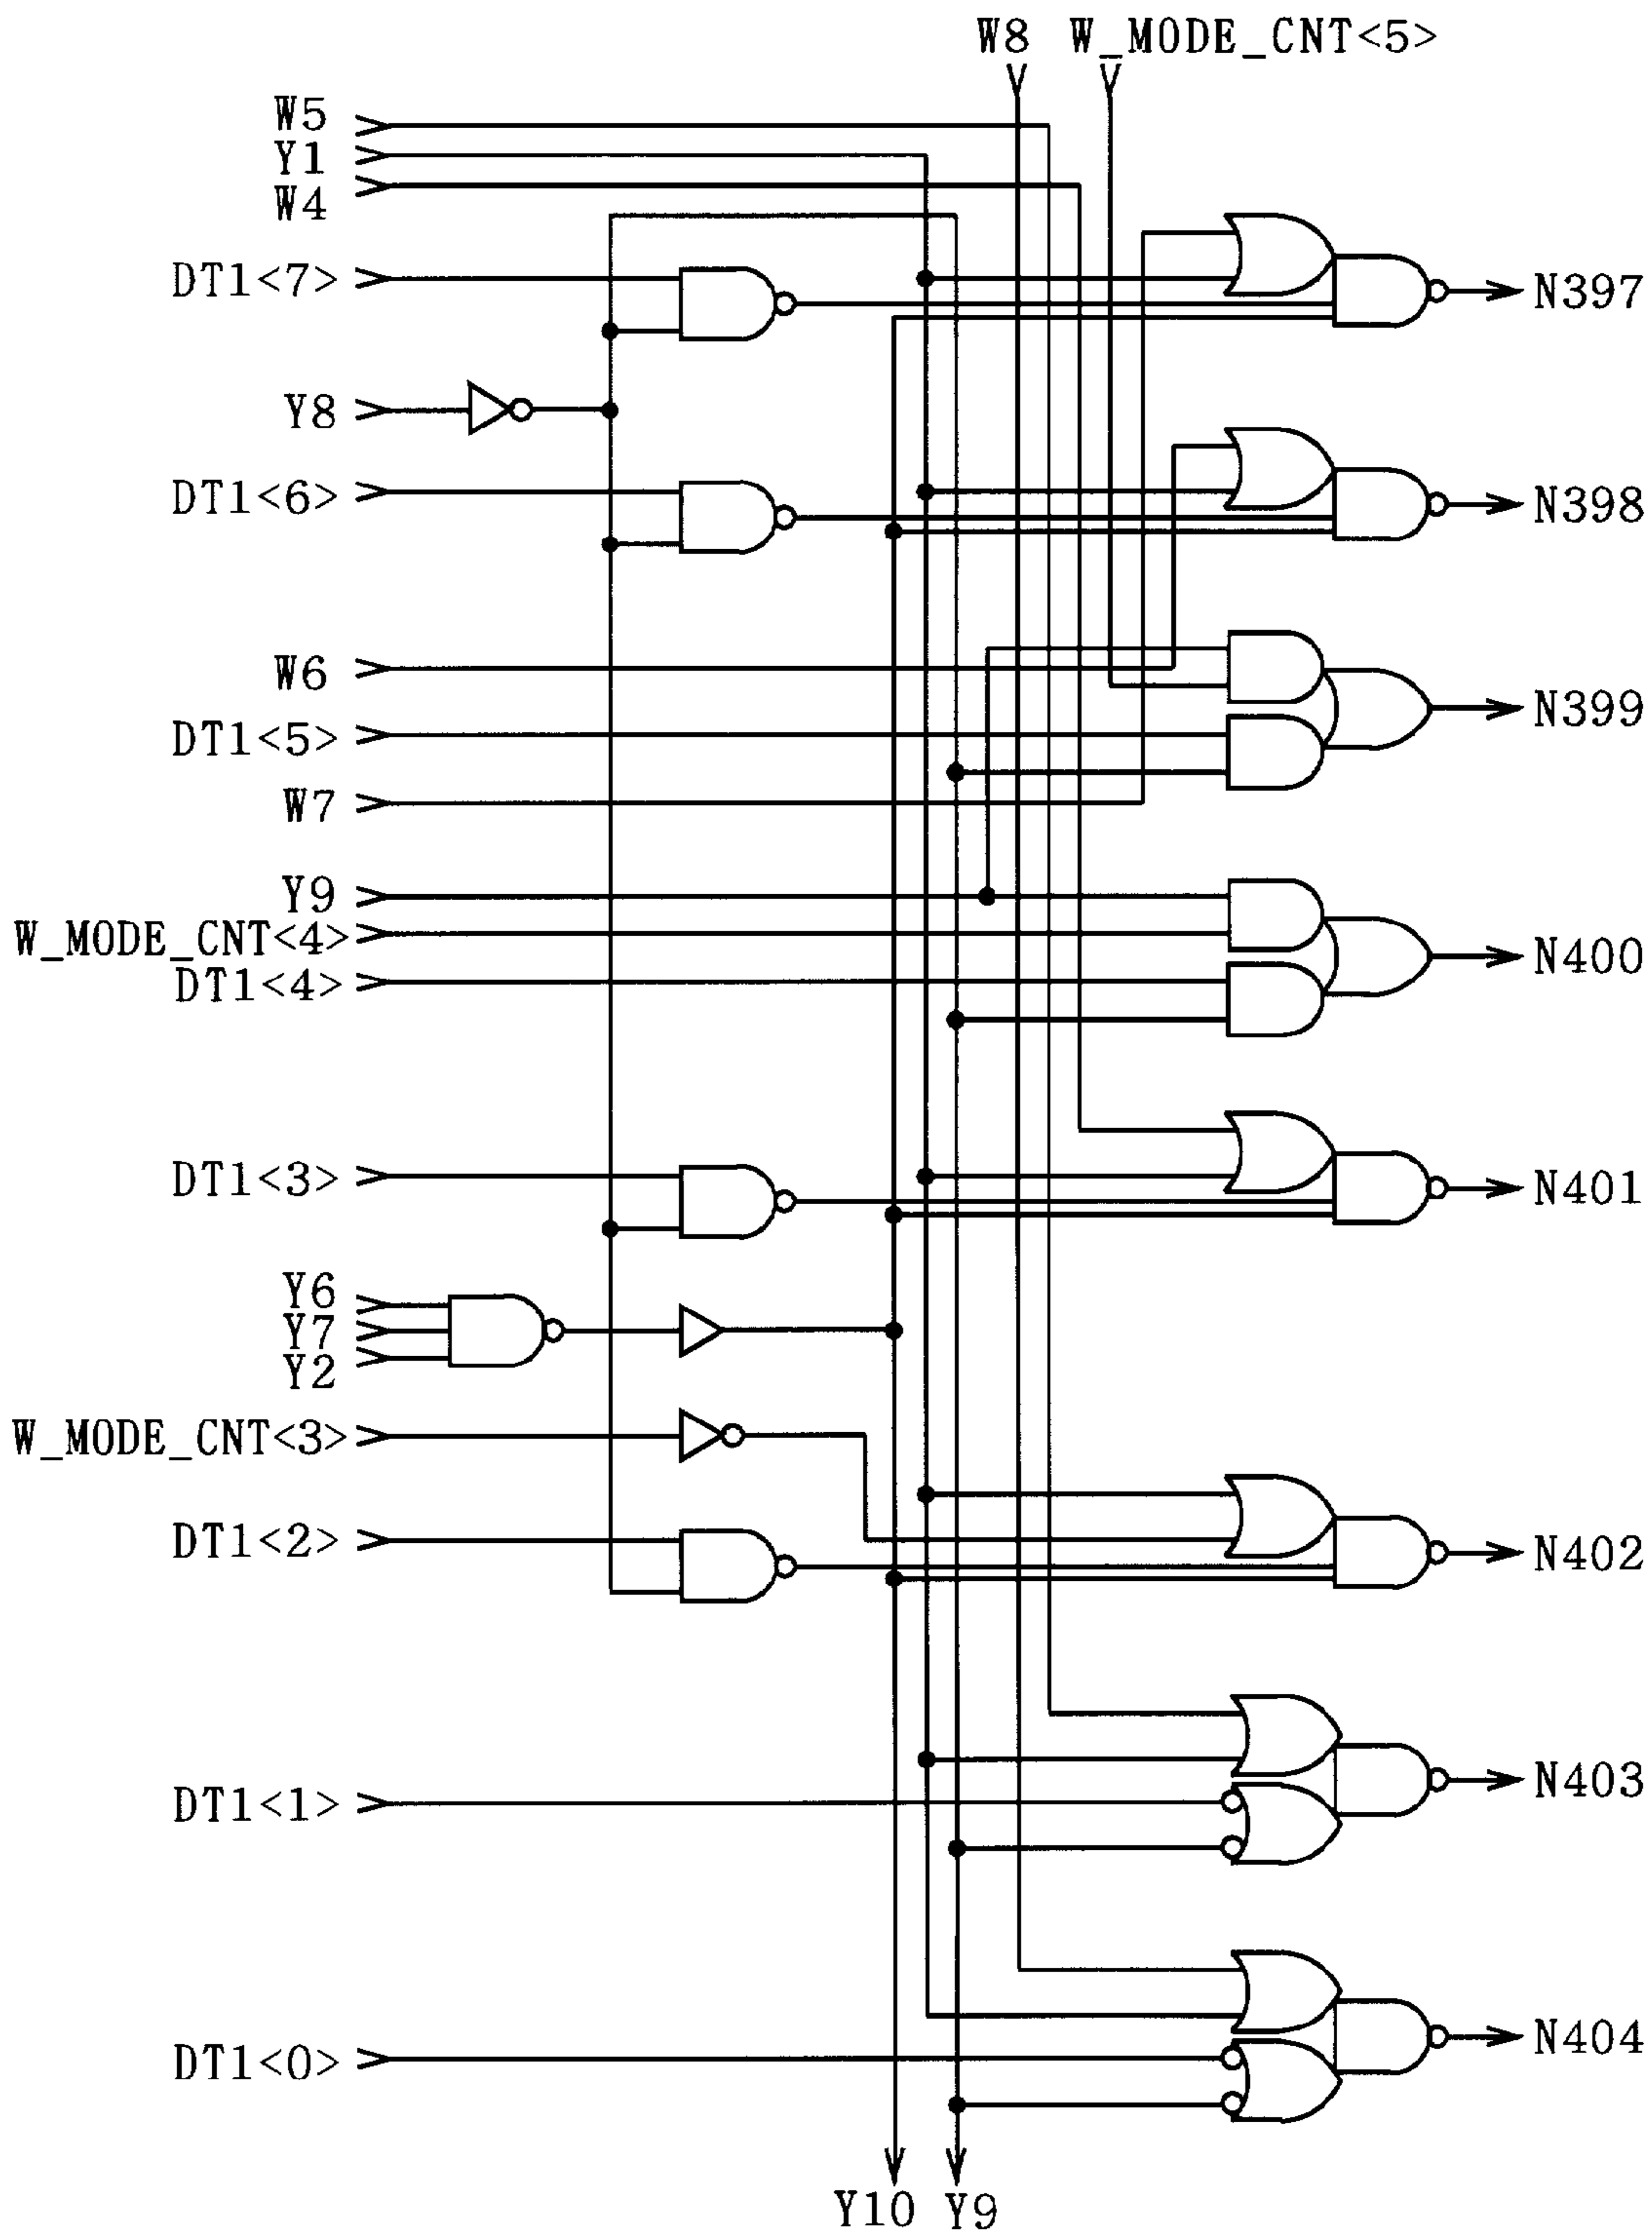 W8 W_MODE_CNT<5>
W5
Y1
W4
DT1<7>
N397
Y8
DT1<6>
N398
W6
DT1<5>
N399
W7
Y9
W_MODE_CNT<4>
DT1<4>
N400
DT1<3>
N401
Y6
Y7
Y2
W_MODE_CNT<3>
DT1<2>
N402
DT1<1>
N403
DT1<0>
N404
Y10 Y9